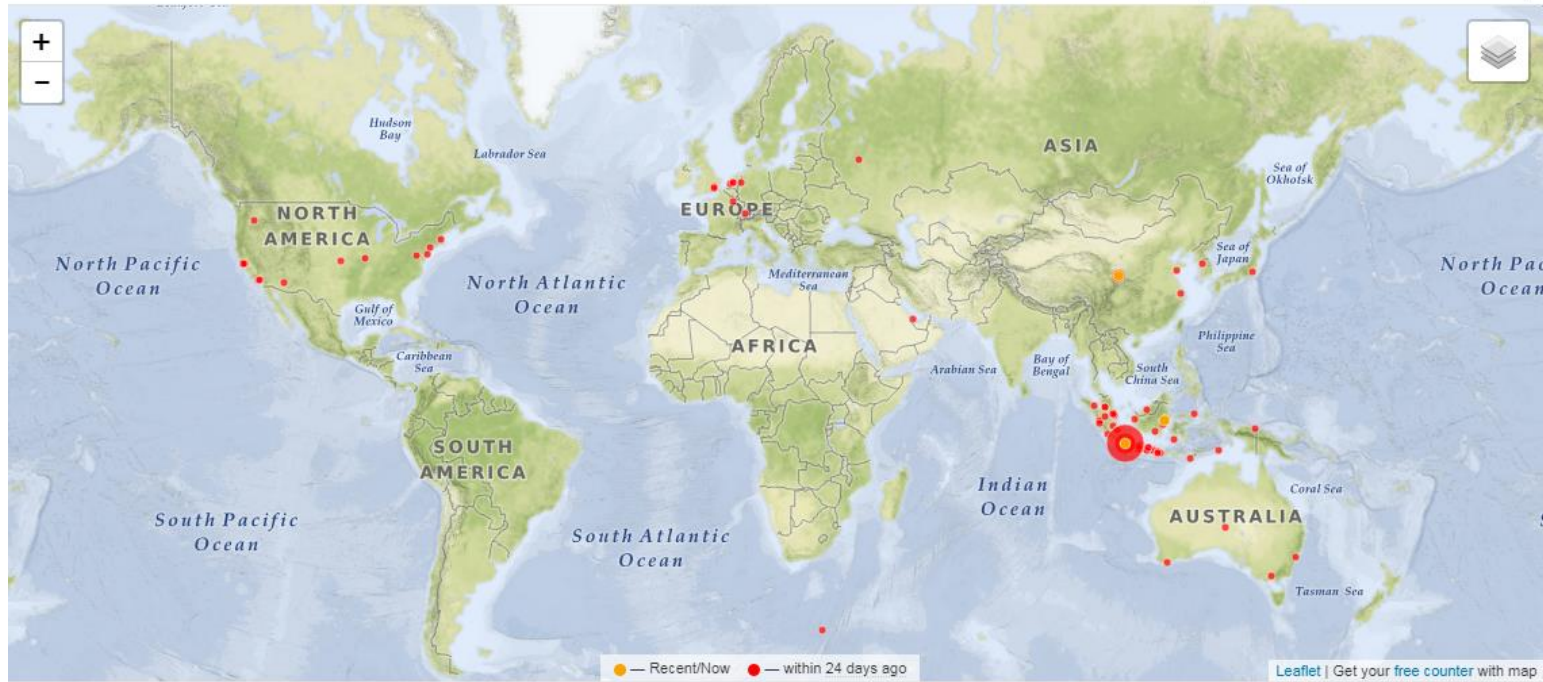 +
−
Hudson
Bay
Labrador Sea
ASIA
Sea of
Okhotsk
NORTH
AMERICA
EUROPE
North Pacific
Ocean
North Atlantic
Ocean
Mediterranean
Sea
Sea of
Japan
North Pac
Ocean
Gulf of
Mexico
Caribbean
Sea
AFRICA
Arabian Sea
Bay of
Bengal
South
China Sea
Philippine
Sea
SOUTH
AMERICA
Indian
Ocean
Coral Sea
AUSTRALIA
South Pacific
Ocean
South Atlantic
Ocean
Tasman Sea
— Recent/Now — within 24 days ago
Leaflet | Get your free counter with map